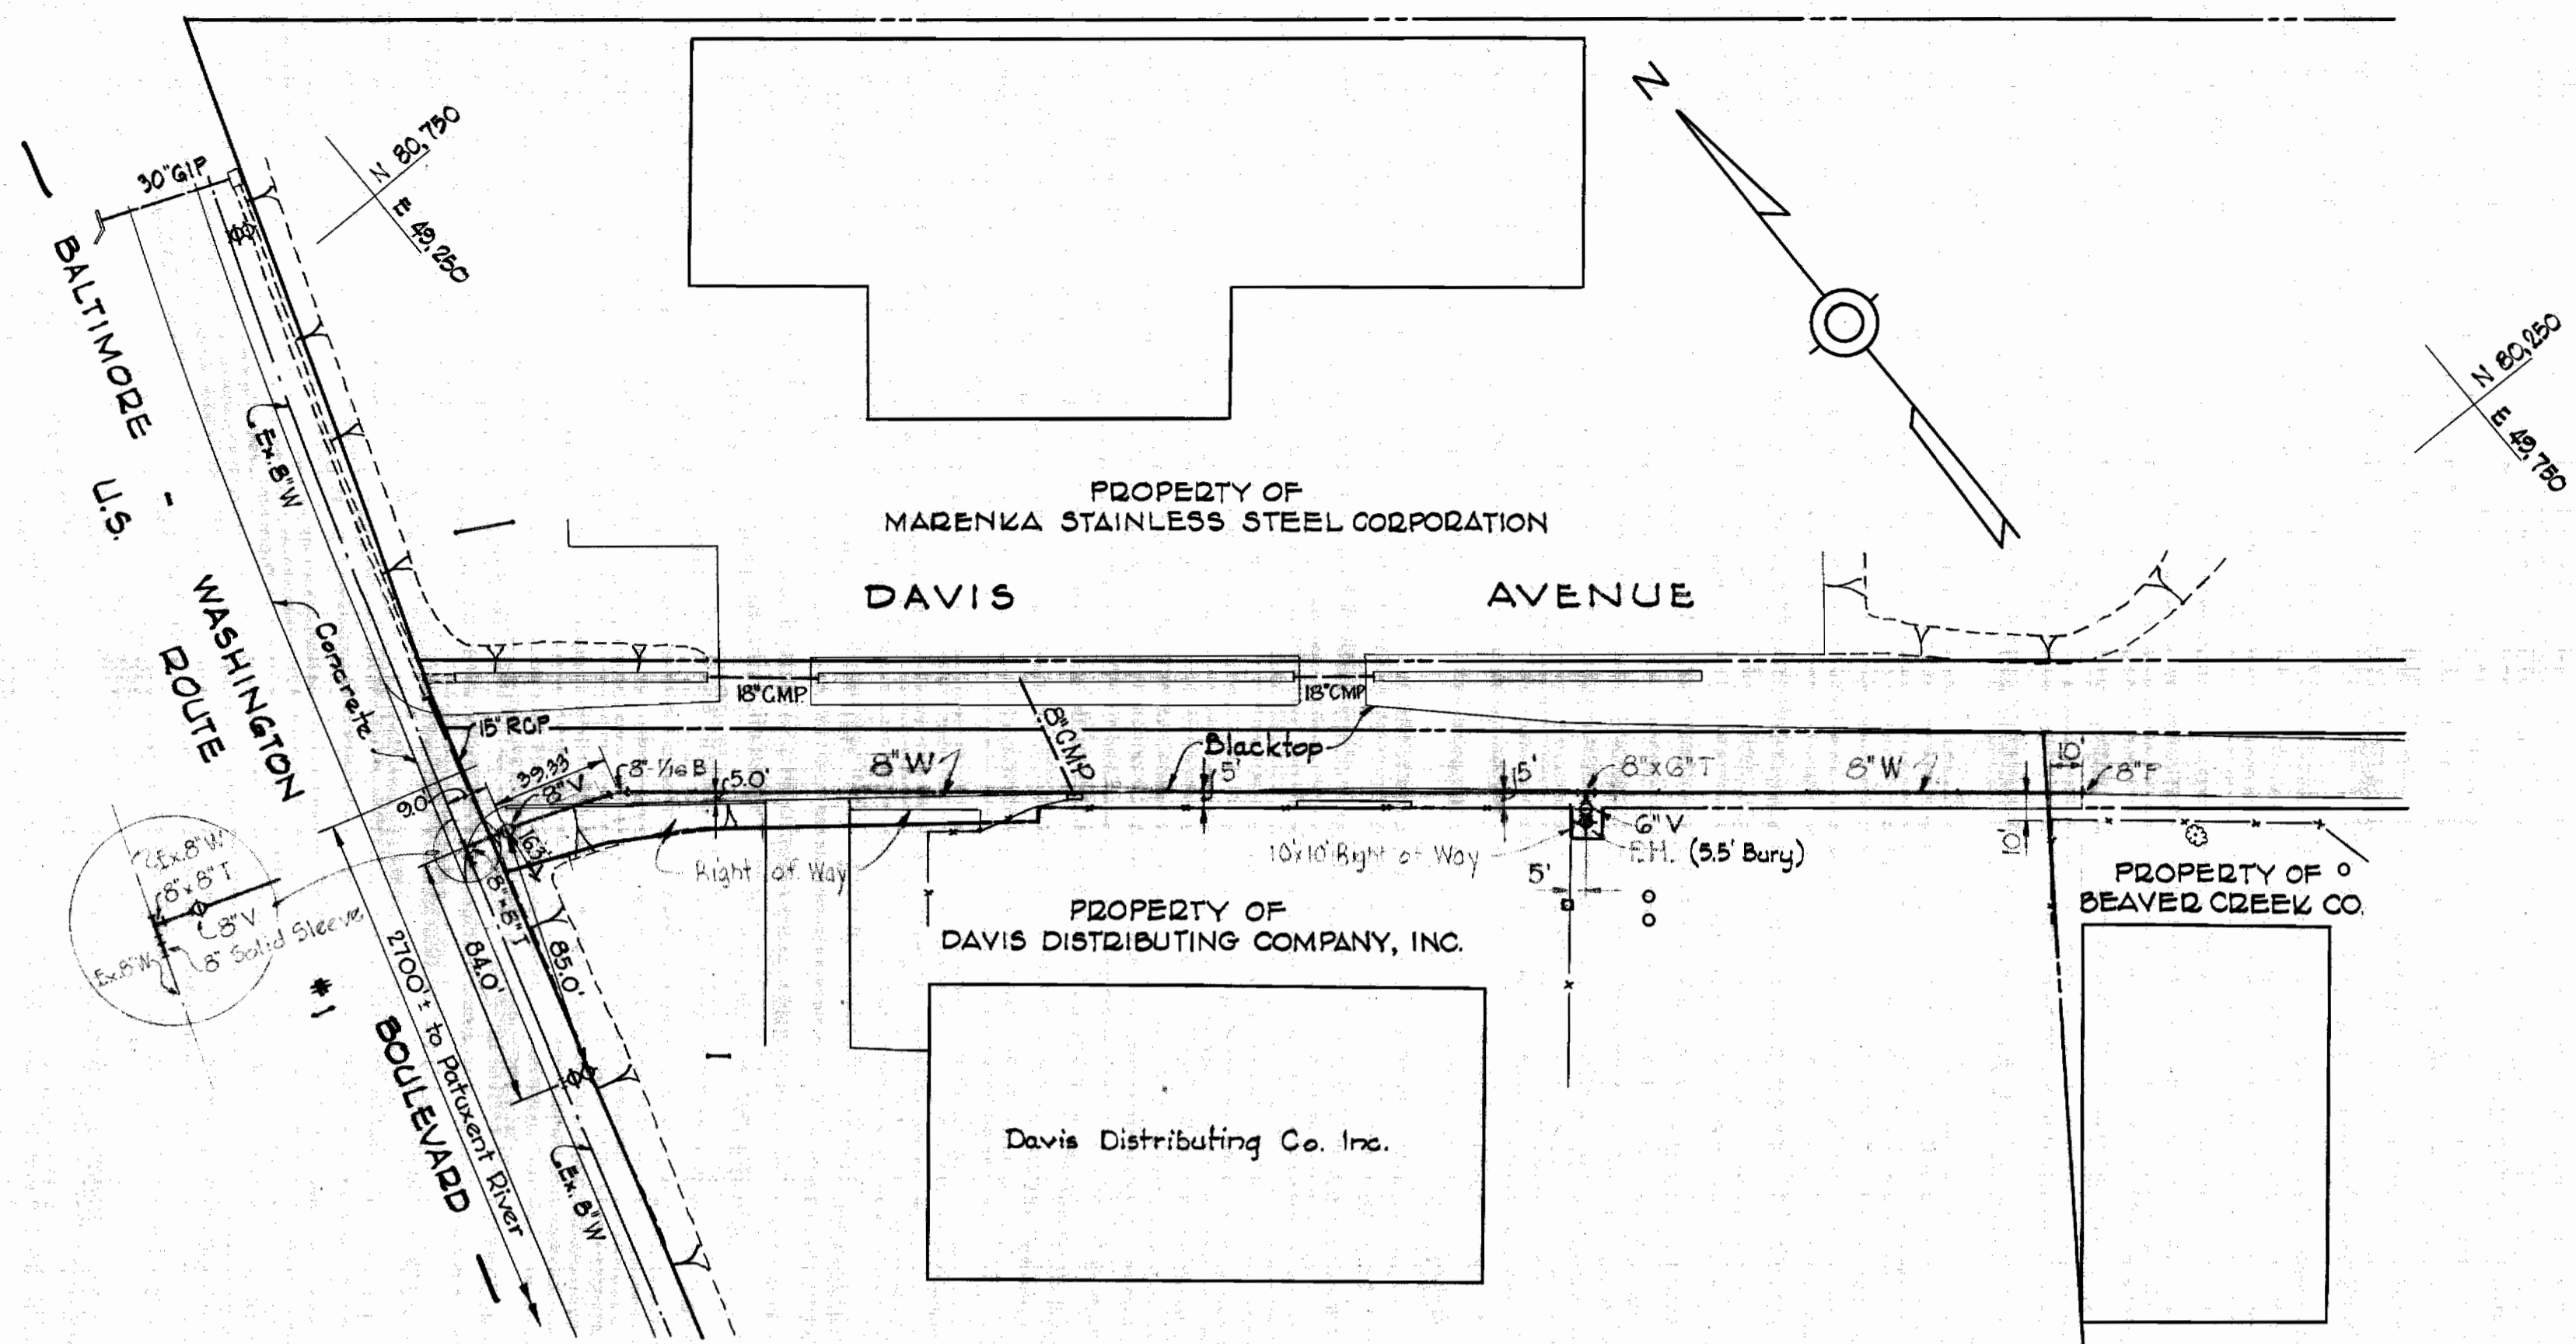 N
30"GIP
N 80,750
E 49,250
BALTIMORE - WASHINGTON BOULEVARD
U.S. ROUTE #1
N 80,250
E 49,750
Ex. 8"W
PROPERTY OF
MARENKA STAINLESS STEEL CORPORATION
DAVIS AVENUE
Concrete
18"CMP
18"CMP
15" RCP
8"CMP
Blacktop
39.33'
8"V
8"-1/16 B
5.0'
8"W
5'
5'
8"x6"T
8"W
10'
8"P
9.0'
16.3'
8"x8"T
Right of Way
10'x10' Right of Way
6"V
F.H. (5.5' Bury)
5'
10'
Ex. 8"W
8"x8"T
8"V
8" Solid Sleeve
Ex. 8"W
PROPERTY OF
BEAVER CREEK CO.
PROPERTY OF
DAVIS DISTRIBUTING COMPANY, INC.
2700'± to Patuxent River
84.0'
85.0'
Davis Distributing Co. Inc.
Ex. 8"W